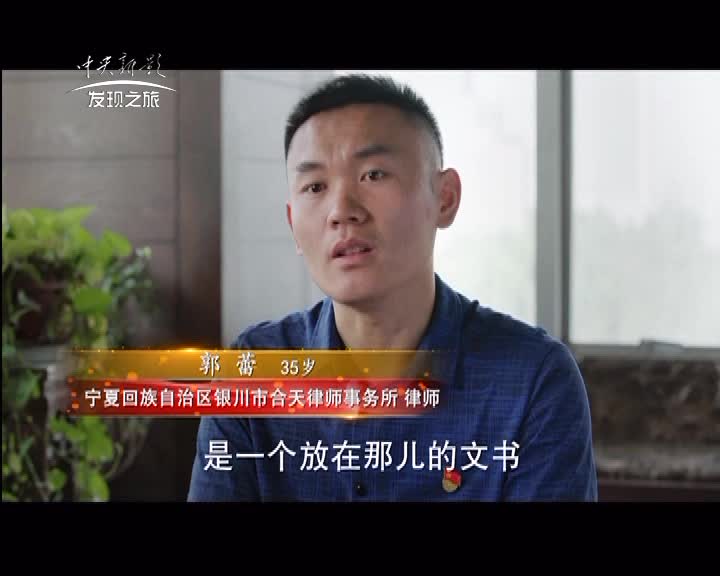 中央新影
发现之旅
郭 蕾 35岁
宁夏回族自治区银川市合天律师事务所 律师
是一个放在那儿的文书